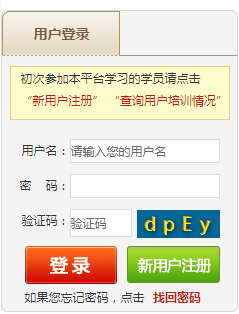 用户登录
初次参加本平台学习的学员请点击
“新用户注册” “查询用户培训情况”
用户名：请输入您的用户名
密 码：
验证码：验证码 dpEy
登录 新用户注册
如果您忘记密码，点击 找回密码